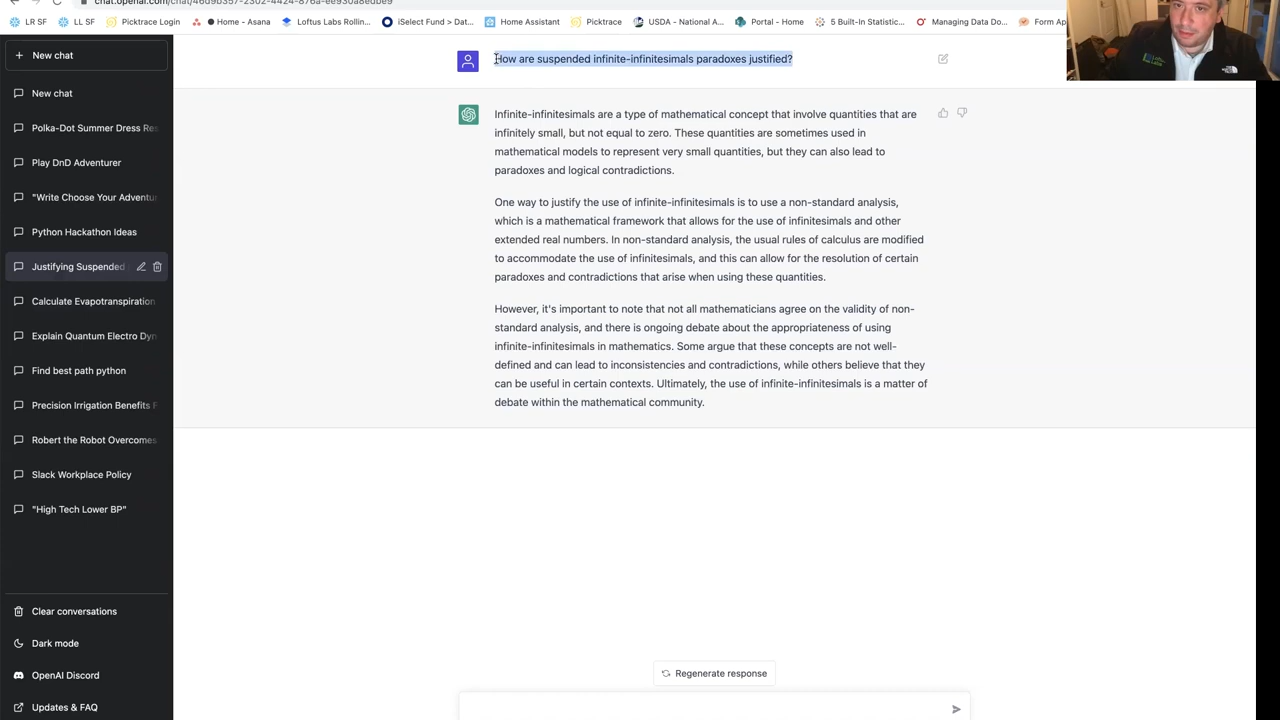 chat.openai.com/chat/46d9b357-2302-4424-876a-ee930a8edbe9
LR SF
LL SF
Picktrace Login
Home - Asana
Loftus Labs Rollin...
iSelect Fund > Dat...
Home Assistant
Picktrace
USDA - National A...
Portal - Home
5 Built-In Statistic...
Managing Data Do...
Form Ap
New chat
New chat
Polka-Dot Summer Dress Res
Play DnD Adventurer
"Write Choose Your Adventu
Python Hackathon Ideas
Justifying Suspended
Calculate Evapotranspiration
Explain Quantum Electro Dyn
Find best path python
Precision Irrigation Benefits F
Robert the Robot Overcomes
Slack Workplace Policy
"High Tech Lower BP"
Clear conversations
Dark mode
OpenAI Discord
Updates & FAQ
How are suspended infinite-infinitesimals paradoxes justified?
Infinite-infinitesimals are a type of mathematical concept that involve quantities that are
infinitely small, but not equal to zero. These quantities are sometimes used in
mathematical models to represent very small quantities, but they can also lead to
paradoxes and logical contradictions.
One way to justify the use of infinite-infinitesimals is to use a non-standard analysis,
which is a mathematical framework that allows for the use of infinitesimals and other
extended real numbers. In non-standard analysis, the usual rules of calculus are modified
to accommodate the use of infinitesimals, and this can allow for the resolution of certain
paradoxes and contradictions that arise when using these quantities.
However, it's important to note that not all mathematicians agree on the validity of non-
standard analysis, and there is ongoing debate about the appropriateness of using
infinite-infinitesimals in mathematics. Some argue that these concepts are not well-
defined and can lead to inconsistencies and contradictions, while others believe that they
can be useful in certain contexts. Ultimately, the use of infinite-infinitesimals is a matter of
debate within the mathematical community.
Regenerate response